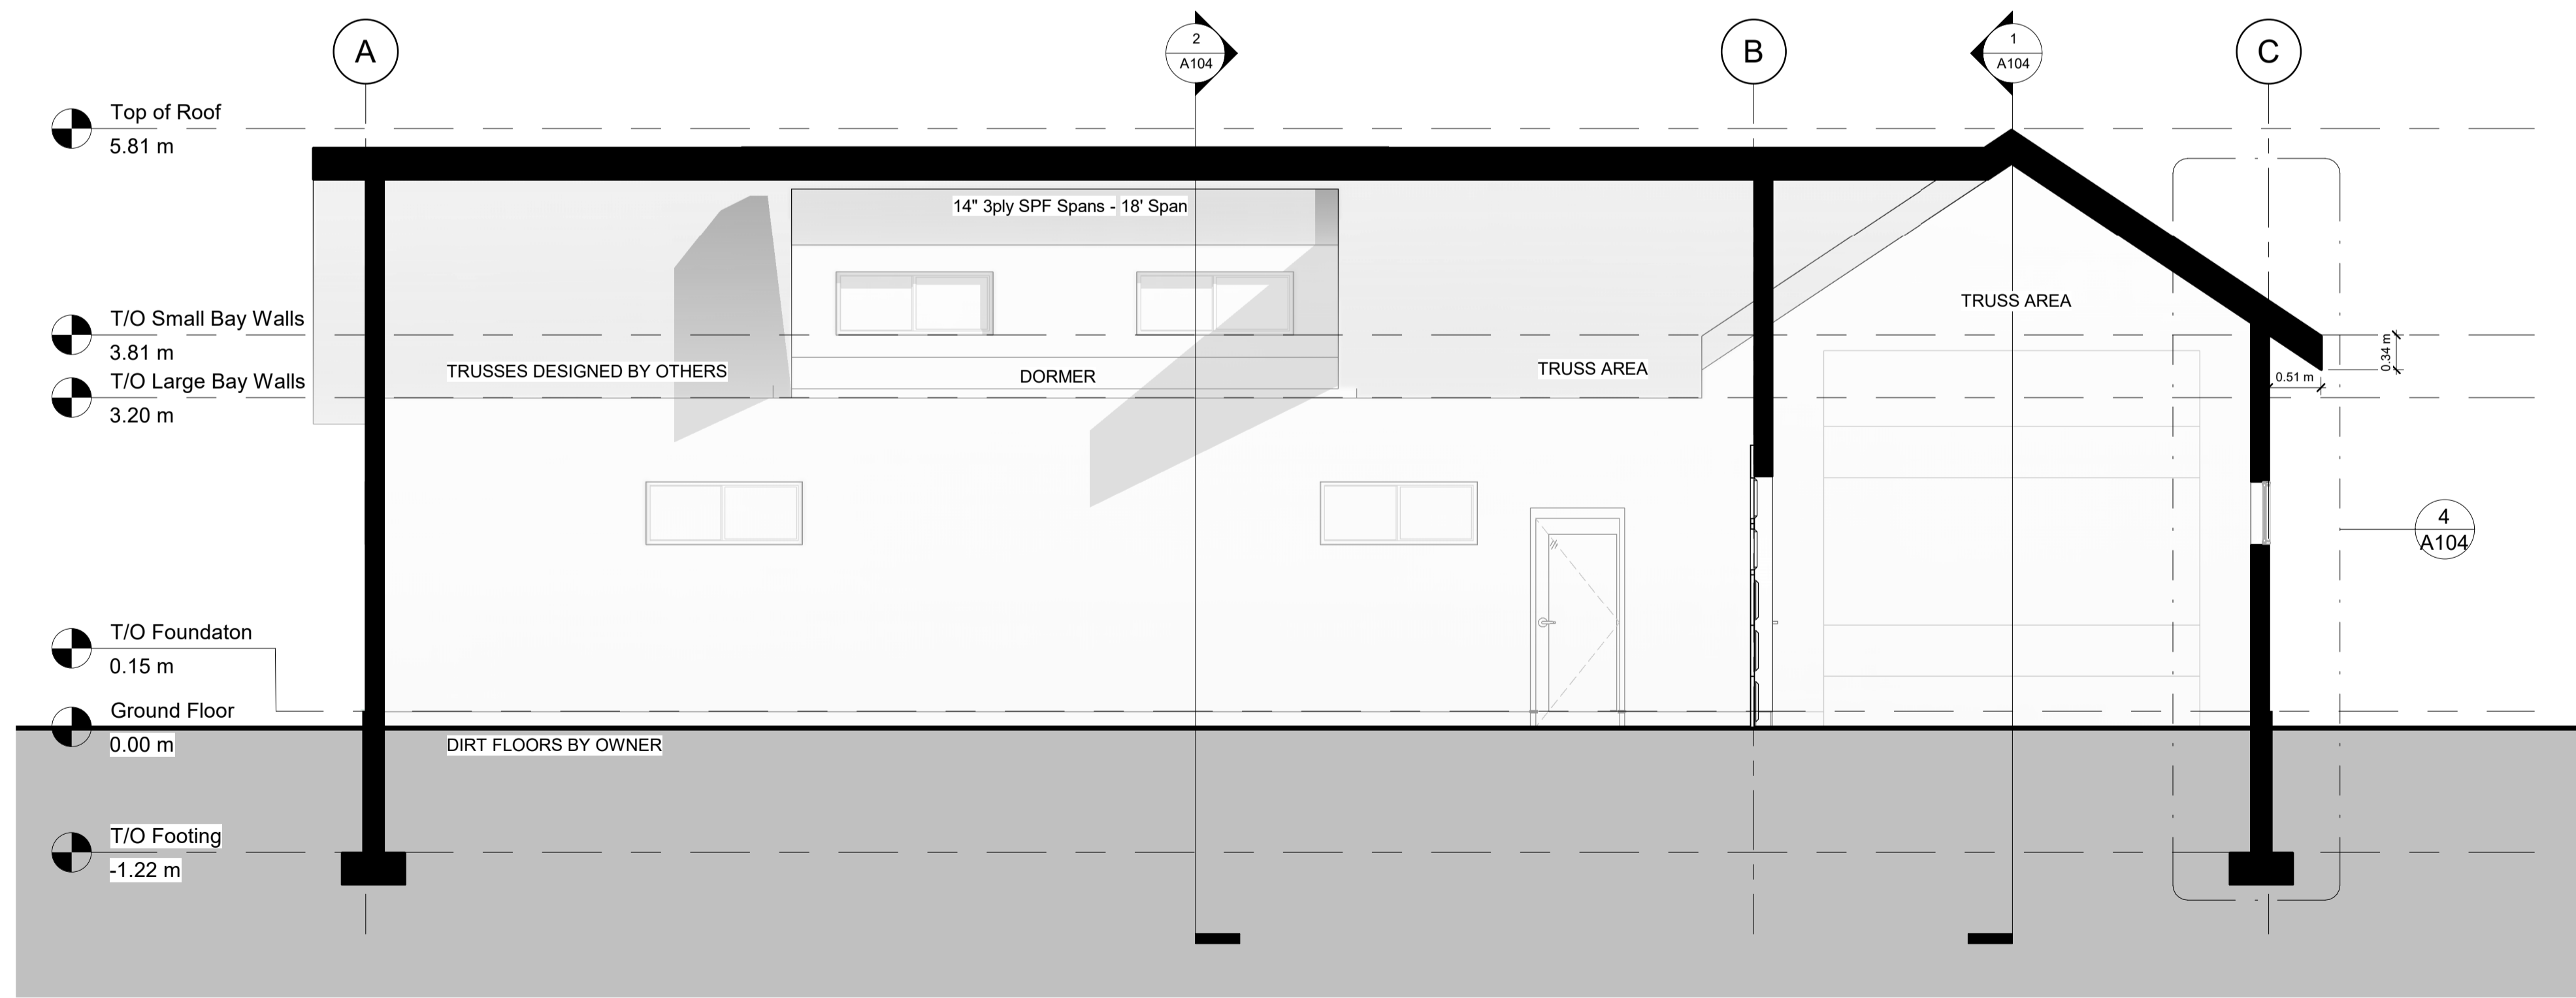 A
2
A104
B
1
A104
C
Top of Roof
5.81 m
14" 3ply SPF Spans - 18' Span
TRUSS AREA
T/O Small Bay Walls
3.81 m
0.34 m
TRUSSES DESIGNED BY OTHERS
DORMER
TRUSS AREA
0.51 m
T/O Large Bay Walls
3.20 m
4
A104
T/O Foundaton
0.15 m
Ground Floor
0.00 m
DIRT FLOORS BY OWNER
T/O Footing
-1.22 m